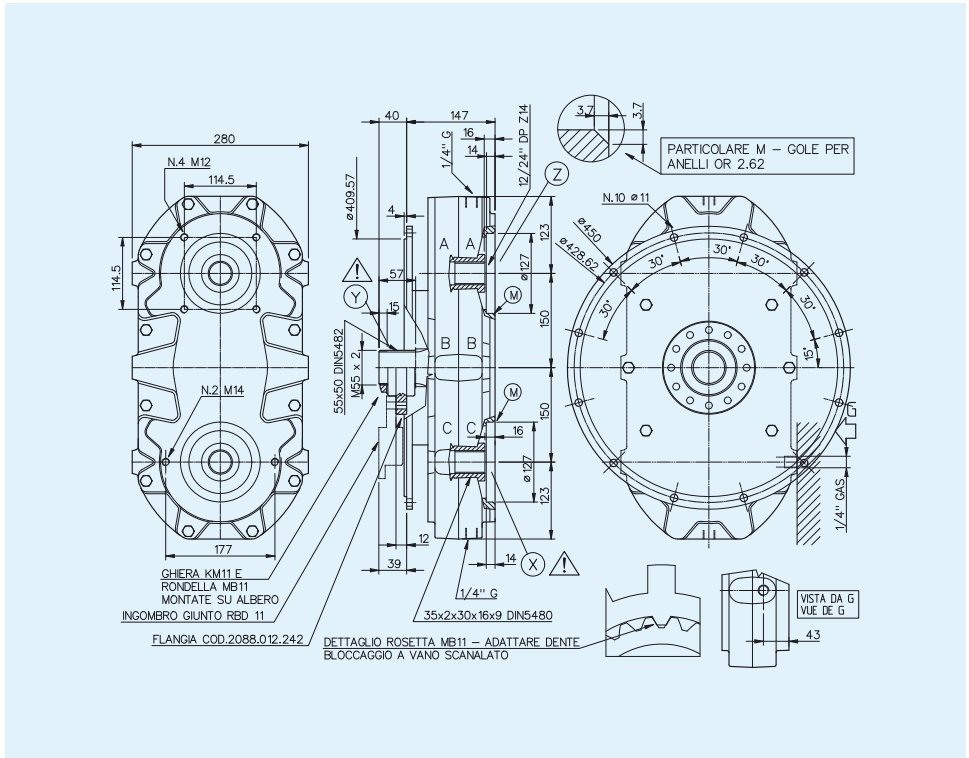 40
147
16
14
1/4" G
12/24" DP Z14
3.7
3.7
PARTICOLARE M – GOLE PER
ANELLI OR 2.62
280
N.4 M12
114.5
114.5
ø409.57
4
Z
A A
ø127
123
M
57
Y
15
150
55x50 DIN5482
M55 x 2
B B
N.2 M14
150
M
C C
16
ø127
123
177
12
39
14
X
1/4" G
35x2x30x16x9 DIN5480
GHIERA KM11 E
RONDELLA MB11
MONTATE SU ALBERO
INGOMBRO GIUNTO RBD 11
FLANGIA COD.2088.012.242
DETTAGLIO ROSETTA MB11 – ADATTARE DENTE
BLOCCAGGIO A VANO SCANALATO
N.10 ø11
ø450
ø428.62
30°
30°
30°
30°
30°
15°
G
1/4" GAS
VISTA DA G
VUE DE G
43